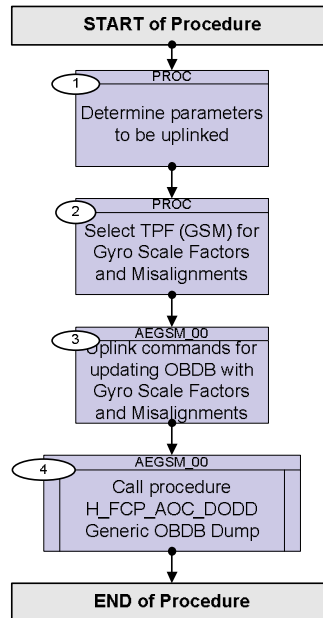 START of Procedure
1
PROC
Determine parameters
to be uplinked
2
PROC
Select TPF (GSM) for
Gyro Scale Factors
and Misalignments
3
AEGSM_00
Uplink commands for
updating OBDB with
Gyro Scale Factors
and Misalignments
4
AEGSM_00
Call procedure
H_FCP_AOC_DODD
Generic OBDB Dump
END of Procedure